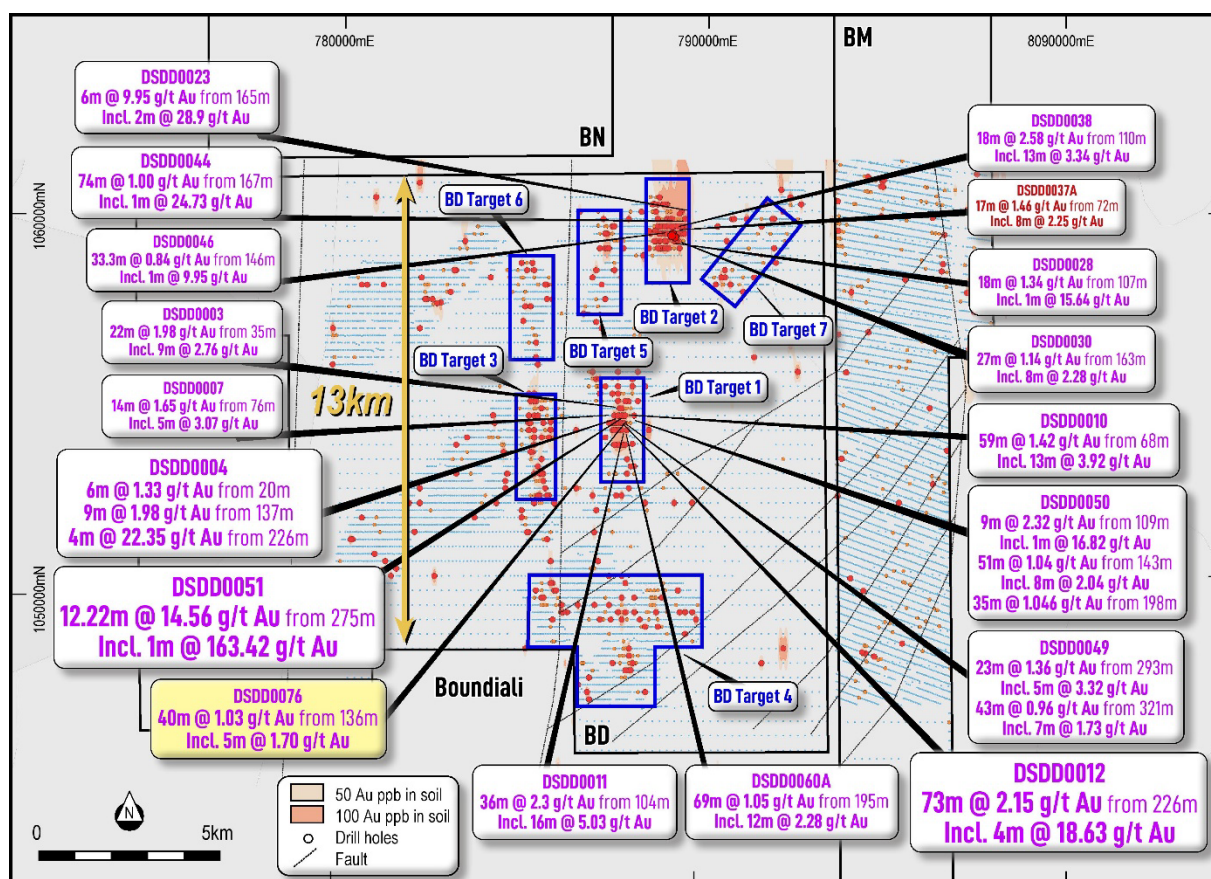 780000mE
790000mE
8090000mE
BM
BN
1060000mN
1050000mN
DSDD0023
6m @ 9.95 g/t Au from 165m
Incl. 2m @ 28.9 g/t Au
DSDD0044
74m @ 1.00 g/t Au from 167m
Incl. 1m @ 24.73 g/t Au
DSDD0046
33.3m @ 0.84 g/t Au from 146m
Incl. 1m @ 9.95 g/t Au
DSDD0003
22m @ 1.98 g/t Au from 35m
Incl. 9m @ 2.76 g/t Au
DSDD0007
14m @ 1.65 g/t Au from 76m
Incl. 5m @ 3.07 g/t Au
DSDD0004
6m @ 1.33 g/t Au from 20m
9m @ 1.98 g/t Au from 137m
4m @ 22.35 g/t Au from 226m
DSDD0051
12.22m @ 14.56 g/t Au from 275m
Incl. 1m @ 163.42 g/t Au
DSDD0076
40m @ 1.03 g/t Au from 136m
Incl. 5m @ 1.70 g/t Au
13km
BD Target 6
BD Target 3
BD Target 5
BD Target 2
BD Target 7
BD Target 1
BD Target 4
Boundiali
BD
DSDD0038
18m @ 2.58 g/t Au from 110m
Incl. 13m @ 3.34 g/t Au
DSDD0037A
17m @ 1.46 g/t Au from 72m
Incl. 8m @ 2.25 g/t Au
DSDD0028
18m @ 1.34 g/t Au from 107m
Incl. 1m @ 15.64 g/t Au
DSDD0030
27m @ 1.14 g/t Au from 163m
Incl. 8m @ 2.28 g/t Au
DSDD0010
59m @ 1.42 g/t Au from 68m
Incl. 13m @ 3.92 g/t Au
DSDD0050
9m @ 2.32 g/t Au from 109m
Incl. 1m @ 16.82 g/t Au
51m @ 1.04 g/t Au from 143m
Incl. 8m @ 2.04 g/t Au
35m @ 1.046 g/t Au from 198m
DSDD0049
23m @ 1.36 g/t Au from 293m
Incl. 5m @ 3.32 g/t Au
43m @ 0.96 g/t Au from 321m
Incl. 7m @ 1.73 g/t Au
DSDD0012
73m @ 2.15 g/t Au from 226m
Incl. 4m @ 18.63 g/t Au
DSDD0011
36m @ 2.3 g/t Au from 104m
Incl. 16m @ 5.03 g/t Au
DSDD0060A
69m @ 1.05 g/t Au from 195m
Incl. 12m @ 2.28 g/t Au
50 Au ppb in soil
100 Au ppb in soil
Drill holes
Fault
N
0
5km